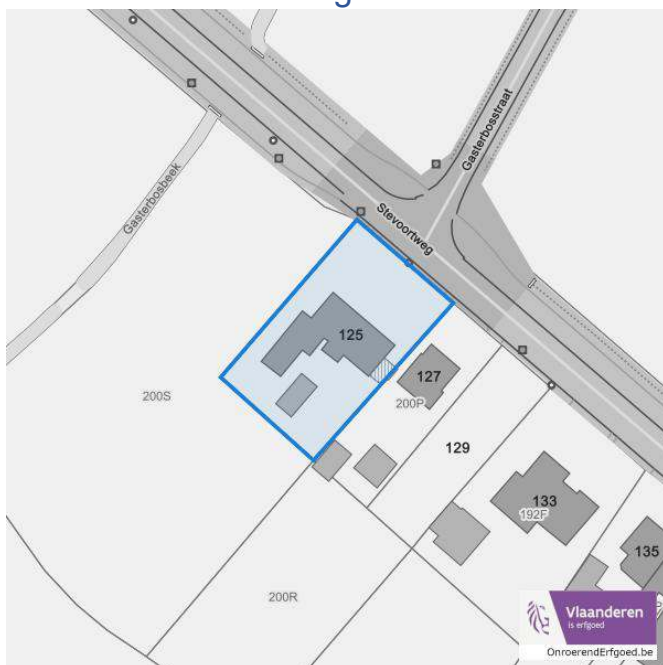 g
Gasterbosstraat
Gasterbosbeek
Stevoortweg
125
127
200S
200P
129
133
192F
135
200R
Vlaanderen
is erfgoed
OnroerendErfgoed.be